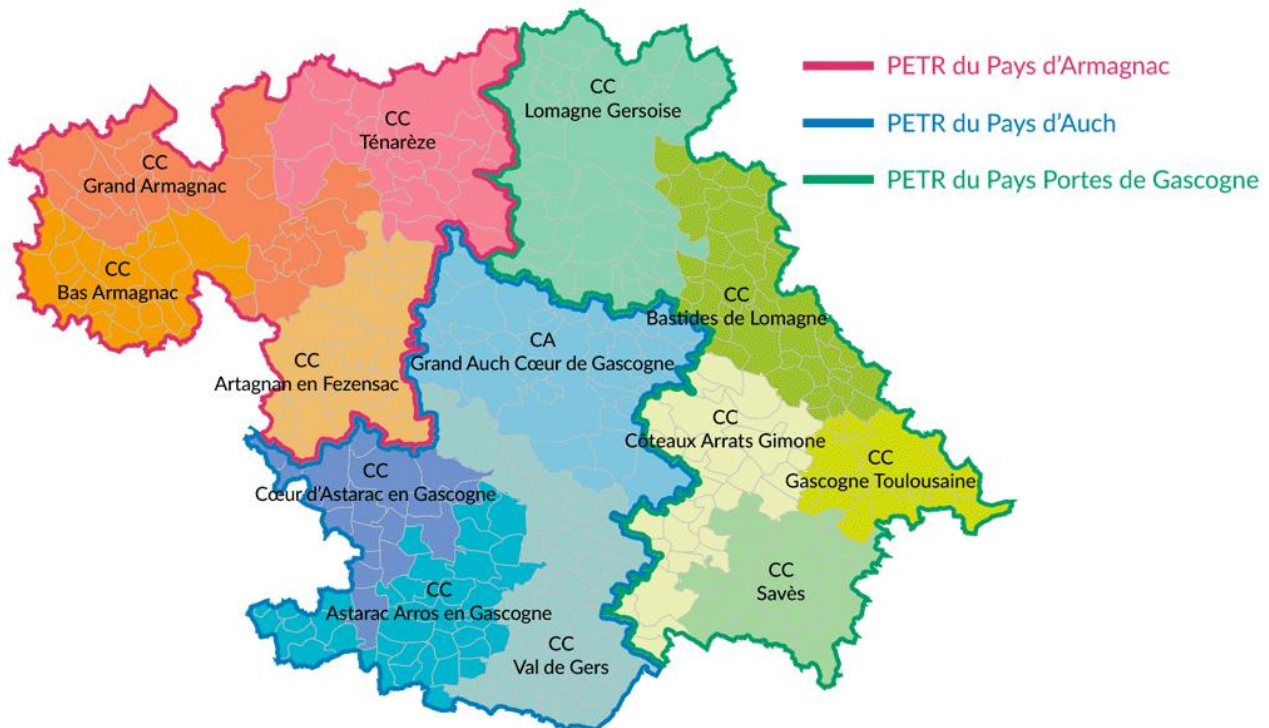 PETR du Pays d'Armagnac
PETR du Pays d'Auch
PETR du Pays Portes de Gascogne
CC
Lomagne Gersoise
CC
Ténarèze
CC
Grand Armagnac
CC
Bas Armagnac
CC
Bastides de Lomagne
CA
Grand Auch Cœur de Gascogne
CC
Artagnan en Fezensac
CC
Côteaux Arrats Gimone
CC
Gascogne Toulousaine
CC
Cœur d'Astarac en Gascogne
CC
Savès
CC
Astarac Arros en Gascogne
CC
Val de Gers